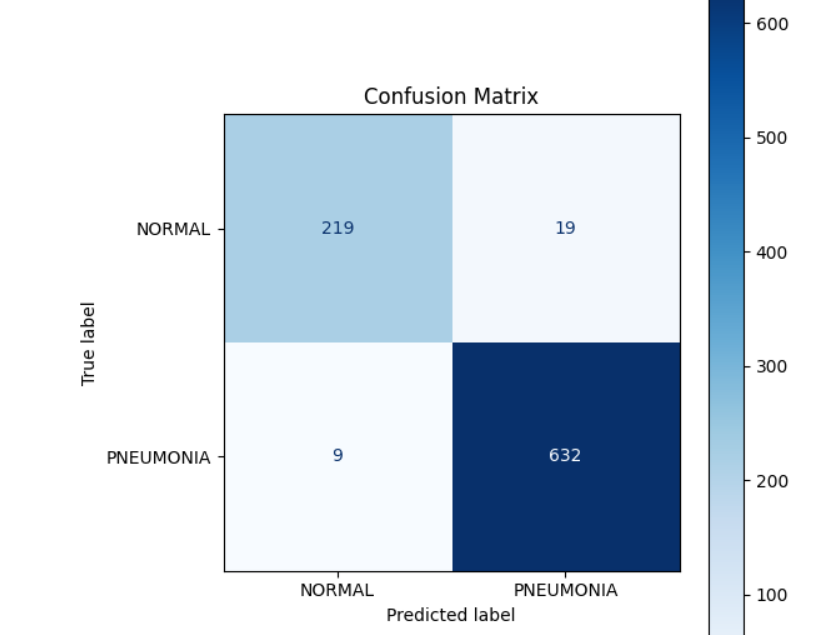 Confusion Matrix
True label
NORMAL
PNEUMONIA
219
19
9
632
NORMAL
PNEUMONIA
Predicted label
600
500
400
300
200
100